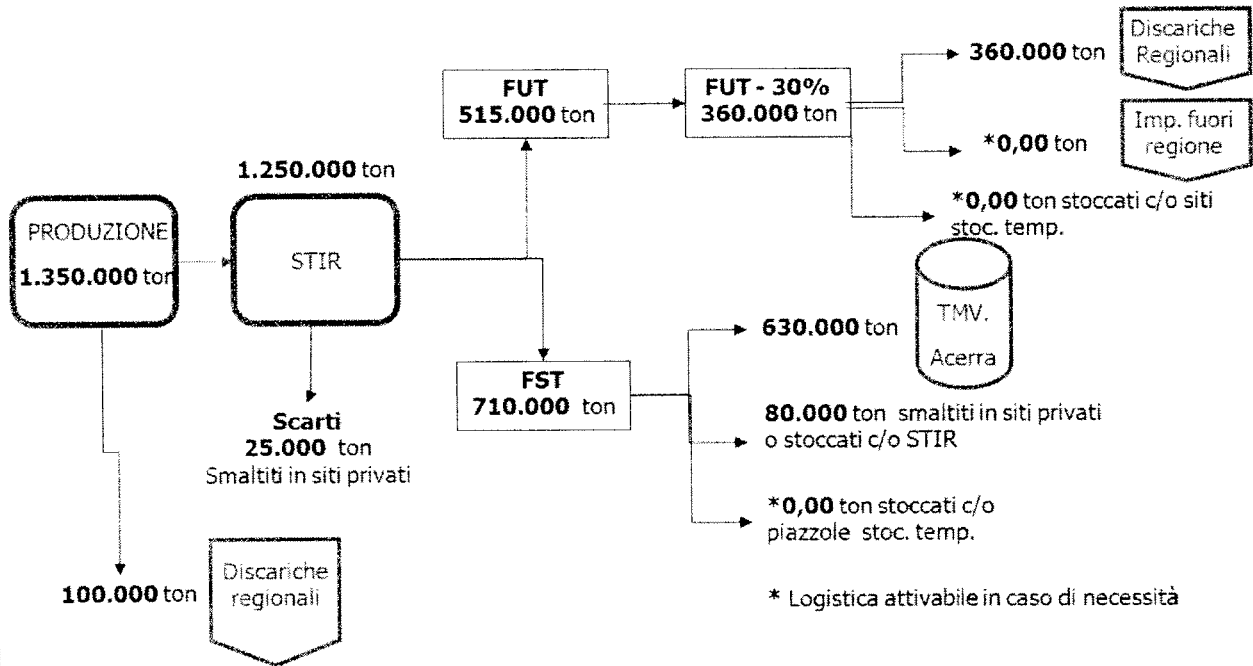 PRODUZIONE
1.350.000 ton
1.250.000 ton
STIR
Scarti
25.000 ton
Smaltiti in siti privati
100.000 ton
Discariche
regionali
FUT
515.000 ton
FUT - 30%
360.000 ton
360.000 ton
Discariche
Regionali
*0,00 ton
Imp. fuori
regione
*0,00 ton stoccati c/o siti
stoc. temp.
FST
710.000 ton
630.000 ton
TMV.
Acerra
80.000 ton smaltiti in siti privati
o stoccati c/o STIR
*0,00 ton stoccati c/o
piazzole stoc. temp.
* Logistica attivabile in caso di necessità